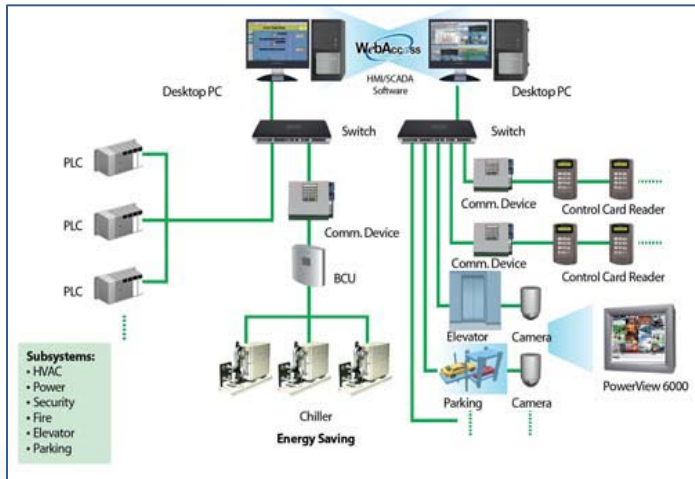 WebAccess
HMI/SCADA
Software
Desktop PC
Desktop PC
Switch
Switch
PLC
PLC
PLC
Comm. Device
BCU
Chiller
Energy Saving
Subsystems:
• HVAC
• Power
• Security
• Fire
• Elevator
• Parking
Comm. Device
Control Card Reader
Comm. Device
Control Card Reader
Elevator
Camera
Parking
Camera
PowerView 6000